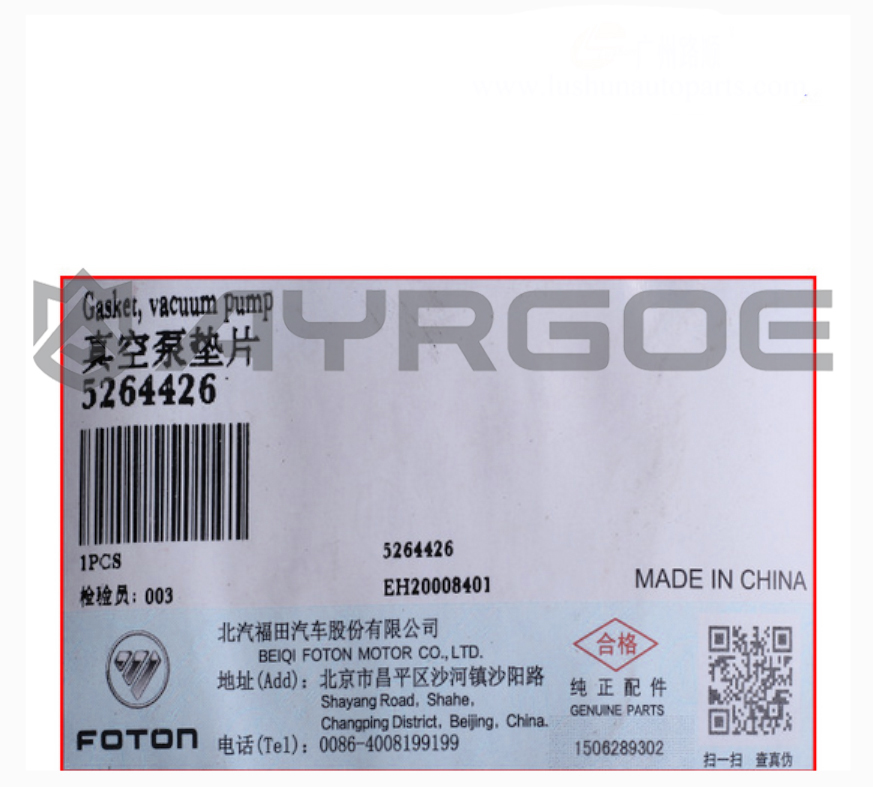 www.lushunautoparts.com
Gasket, vacuum pump
AYRGOE
真空泵垫片
5264426
1PCS
5264426
检验员: 003
EH20008401
MADE IN CHINA
北汽福田汽车股份有限公司
BEIQI FOTON MOTOR CO., LTD.
地址(Add): 北京市昌平区沙河镇沙阳路
Shayang Road, Shahe,
Changping District, Beijing, China.
电话(Tel): 0086-4008199199
FOTON
合格
纯正配件
GENUINE PARTS
1506289302
扫一扫 查真伪